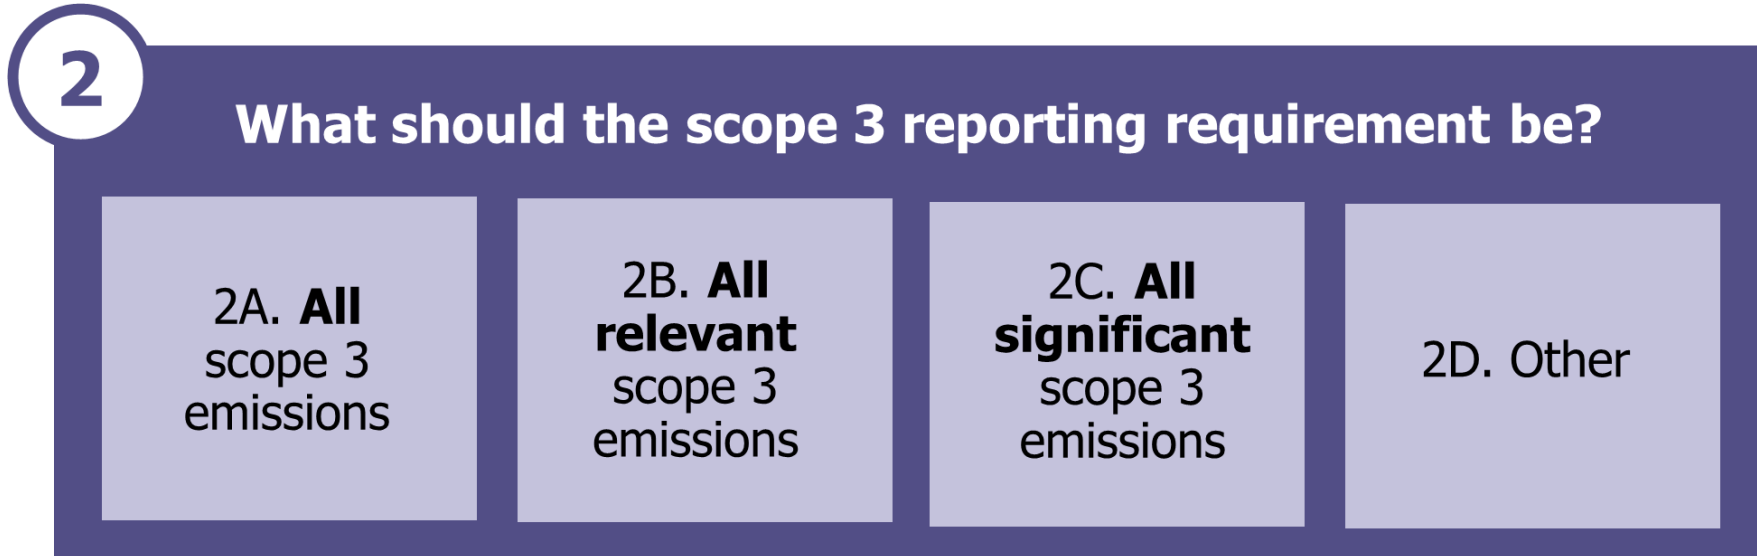 2
What should the scope 3 reporting requirement be?
2A. All
scope 3
emissions
2B. All
relevant
scope 3
emissions
2C. All
significant
scope 3
emissions
2D. Other